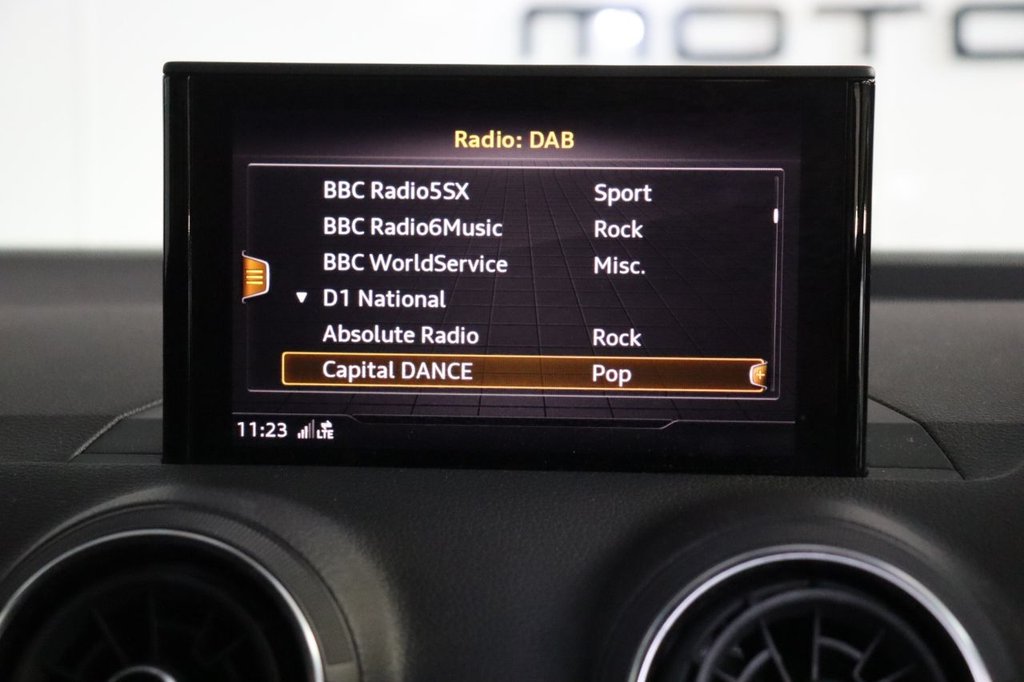 MOTO
Radio: DAB
BBC Radio5SX Sport
BBC Radio6Music Rock
BBC WorldService Misc.
D1 National
Absolute Radio Rock
Capital DANCE Pop
11:23 LTE